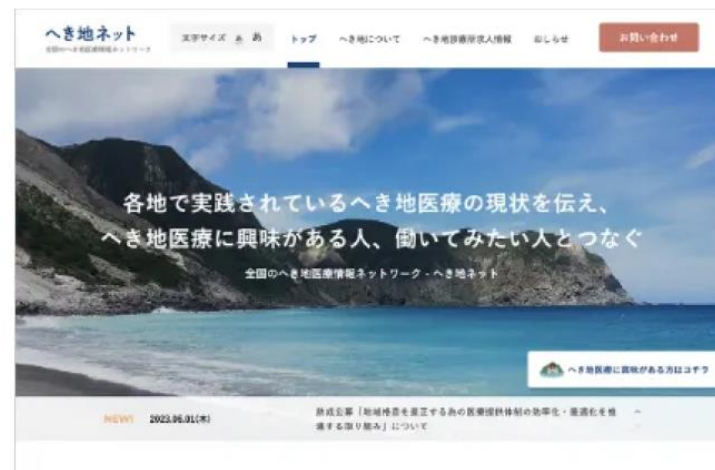 へき地ネット
全国のへき地医療情報ネットワーク
文字サイズ あ あ
トップ
へき地について
へき地診療所求人情報
おしらせ
お問い合わせ
各地で実践されているへき地医療の現状を伝え、
へき地医療に興味がある人、働いてみたい人とつなぐ
全国のへき地医療情報ネットワーク - へき地ネット
へき地医療に興味がある方はコチラ
NEW! 2023.06.01(木)
助成公募「地域格差を是正する為の医療提供体制の効率化・最適化を推
進する取り組み」について